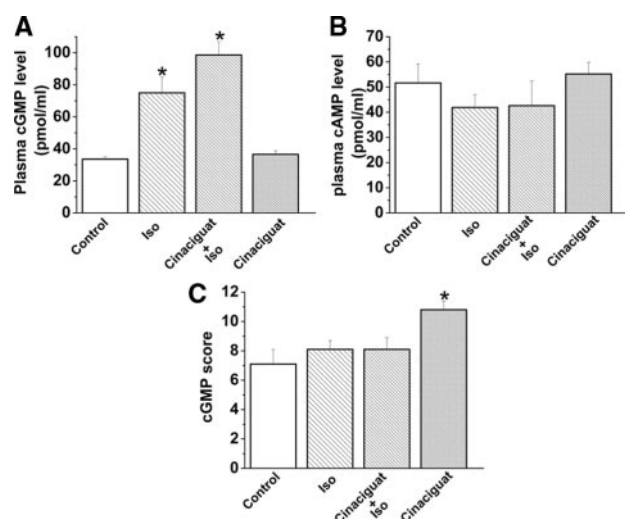 A
Plasma cGMP level
(pmol/ml)
100
80
60
40
20
0
*
*
Control
Iso
Cinaciguat
+
Iso
Cinaciguat
B
plasma cAMP level
(pmol/ml)
70
60
50
40
30
20
10
0
Control
Iso
Cinaciguat
+
Iso
Cinaciguat
C
cGMP score
12
10
8
6
4
2
0
*
Control
Iso
Cinaciguat
+
Iso
Cinaciguat